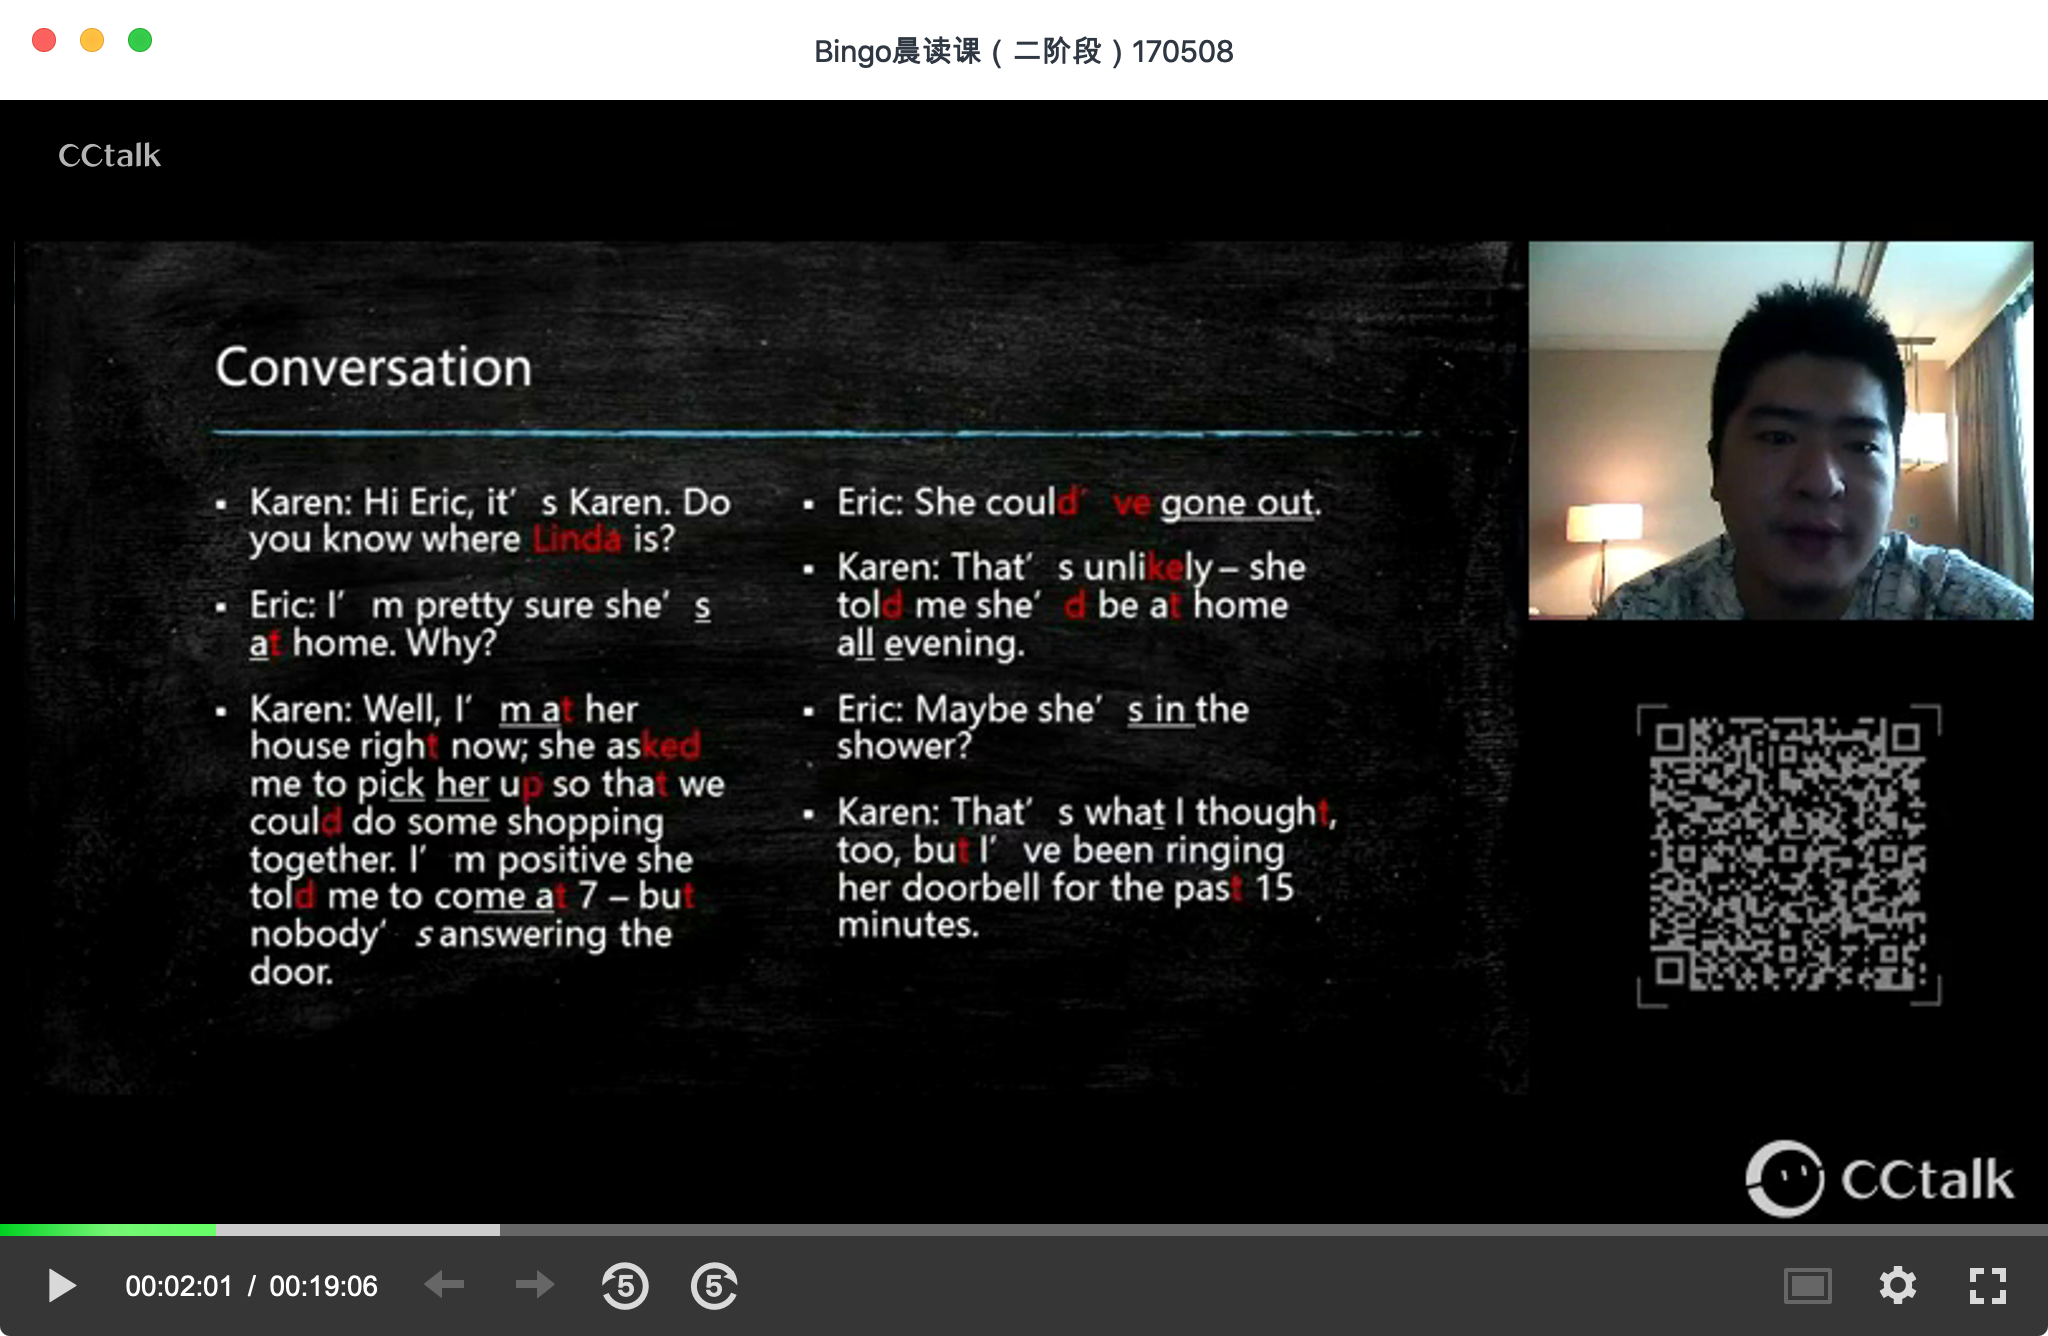 Bingo晨读课（二阶段）170508
CCtalk
Conversation
▪ Karen: Hi Eric, it’s Karen. Do
you know where Linda is?
▪ Eric: I’m pretty sure she’s
at home. Why?
▪ Karen: Well, I’m at her
house right now; she asked
me to pick her up so that we
could do some shopping
together. I’m positive she
told me to come at 7 – but
nobody’s answering the
door.
▪ Eric: She could’ve gone out.
▪ Karen: That’s unlikely – she
told me she’d be at home
all evening.
▪ Eric: Maybe she’s in the
shower?
▪ Karen: That’s what I thought,
too, but I’ve been ringing
her doorbell for the past 15
minutes.
CCtalk
00:02:01 / 00:19:06
5
5